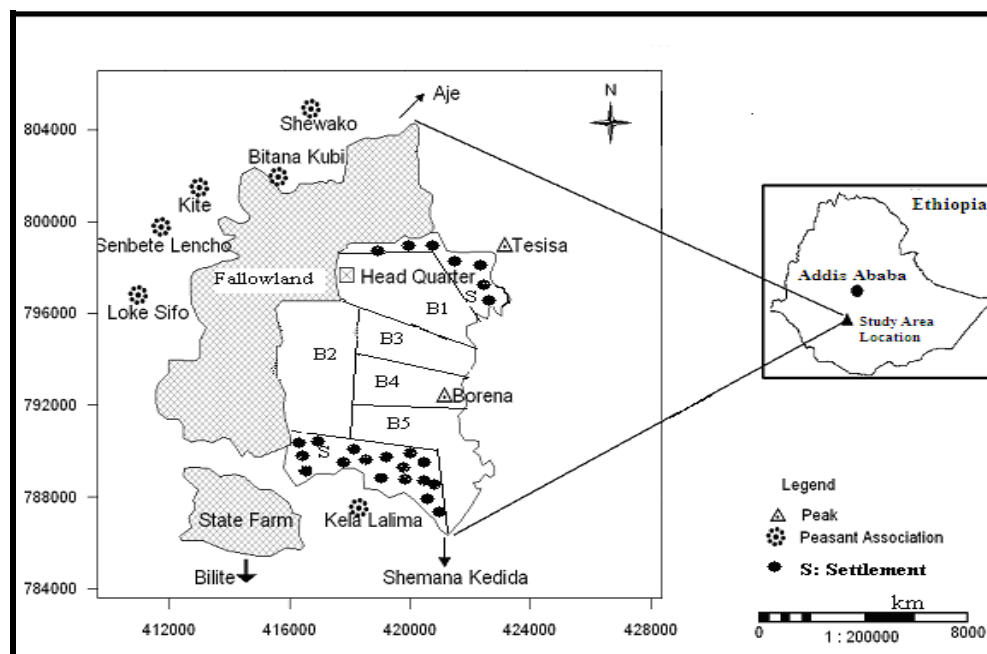 Aje
N
804000
Shewako
Bitana Kubi
Kite
800000
Senbete Lencho
Tesisa
Fallowland
Head Quarter
S
796000
Loke Sifo
B1
B2
B3
B4
Borena
792000
B5
S
788000
State Farm
Kela Lalima
Bilite
Shemana Kedida
784000
412000
416000
420000
424000
428000
Ethiopia
Addis Ababa
Study Area
Location
Legend
Peak
Peasant Association
S: Settlement
km
0
8000
1 : 200000